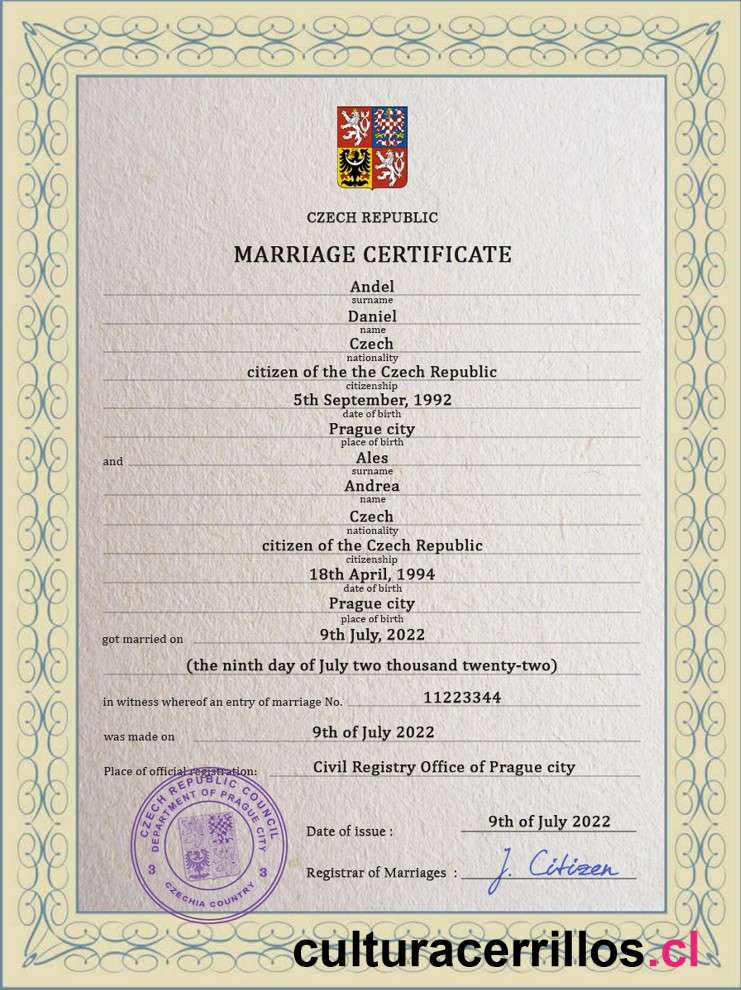 CZECH REPUBLIC
MARRIAGE CERTIFICATE
Andel
surname
Daniel
name
Czech
nationality
citizen of the the Czech Republic
citizenship
5th September, 1992
date of birth
Prague city
place of birth
and Ales
surname
Andrea
name
Czech
nationality
citizen of the Czech Republic
citizenship
18th April, 1994
date of birth
Prague city
place of birth
got married on 9th July, 2022
(the ninth day of July two thousand twenty-two)
in witness whereof an entry of marriage No. 11223344
was made on 9th of July 2022
Place of official registration: Civil Registry Office of Prague city
CZECH REPUBLIC COUNCIL
DEPARTMENT OF PRAGUE CITY
3 3
CZECHIA COUNTRY
Date of issue : 9th of July 2022
Registrar of Marriages : J. Citizen
culturacerrillos.cl